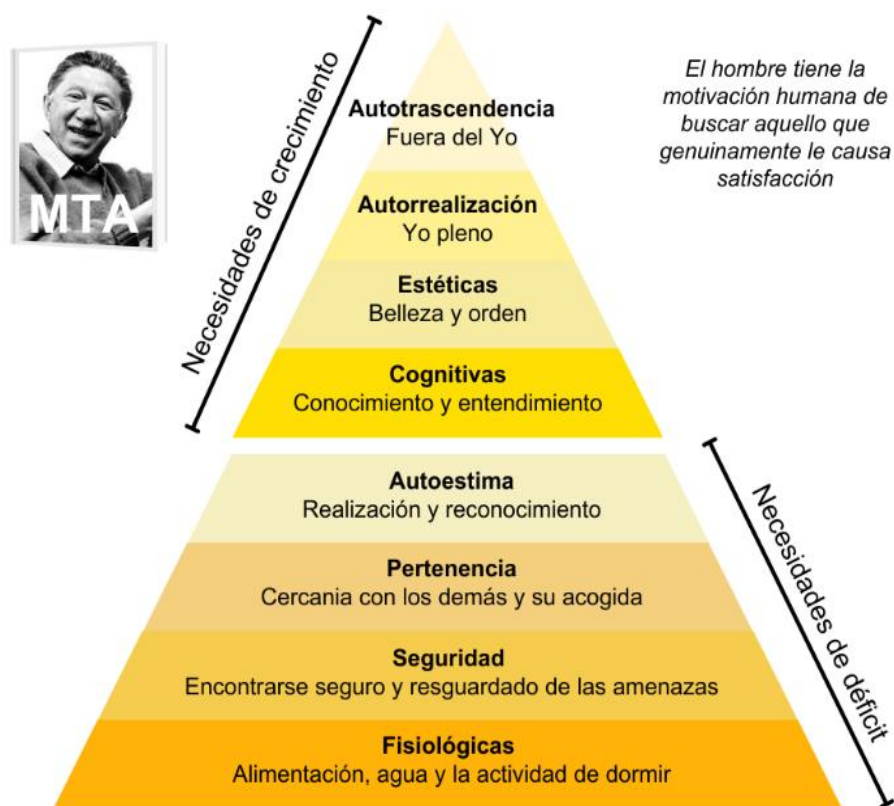 MTA
El hombre tiene la
motivación humana de
buscar aquello que
genuinamente le causa
satisfacción
Necesidades de crecimiento
Autotrascendencia
Fuera del Yo
Autorrealización
Yo pleno
Estéticas
Belleza y orden
Cognitivas
Conocimiento y entendimiento
Necesidades de déficit
Autoestima
Realización y reconocimiento
Pertenencia
Cercania con los demás y su acogida
Seguridad
Encontrarse seguro y resguardado de las amenazas
Fisiológicas
Alimentación, agua y la actividad de dormir